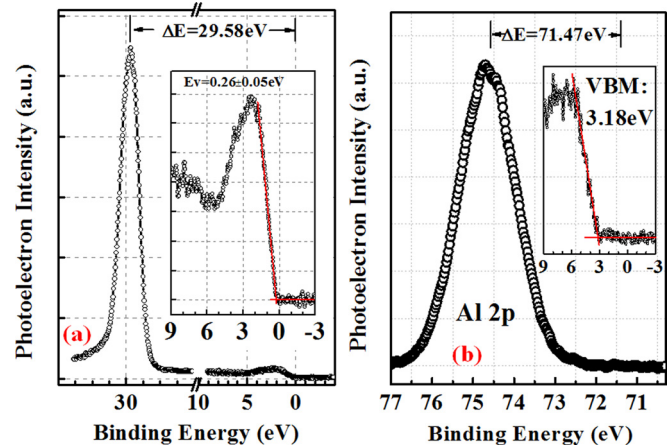 ΔE=29.58eV
Ev=0.26±0.05eV
9 6 3 0 -3
(a)
30 10 5 0
Binding Energy (eV)
Photoelectron Intensity (a.u.)
ΔE=71.47eV
VBM:
3.18eV
9 6 3 0 -3
Al 2p
(b)
77 76 75 74 73 72 71
Binding Energy (eV)
Photoelectron Intensity (a.u.)